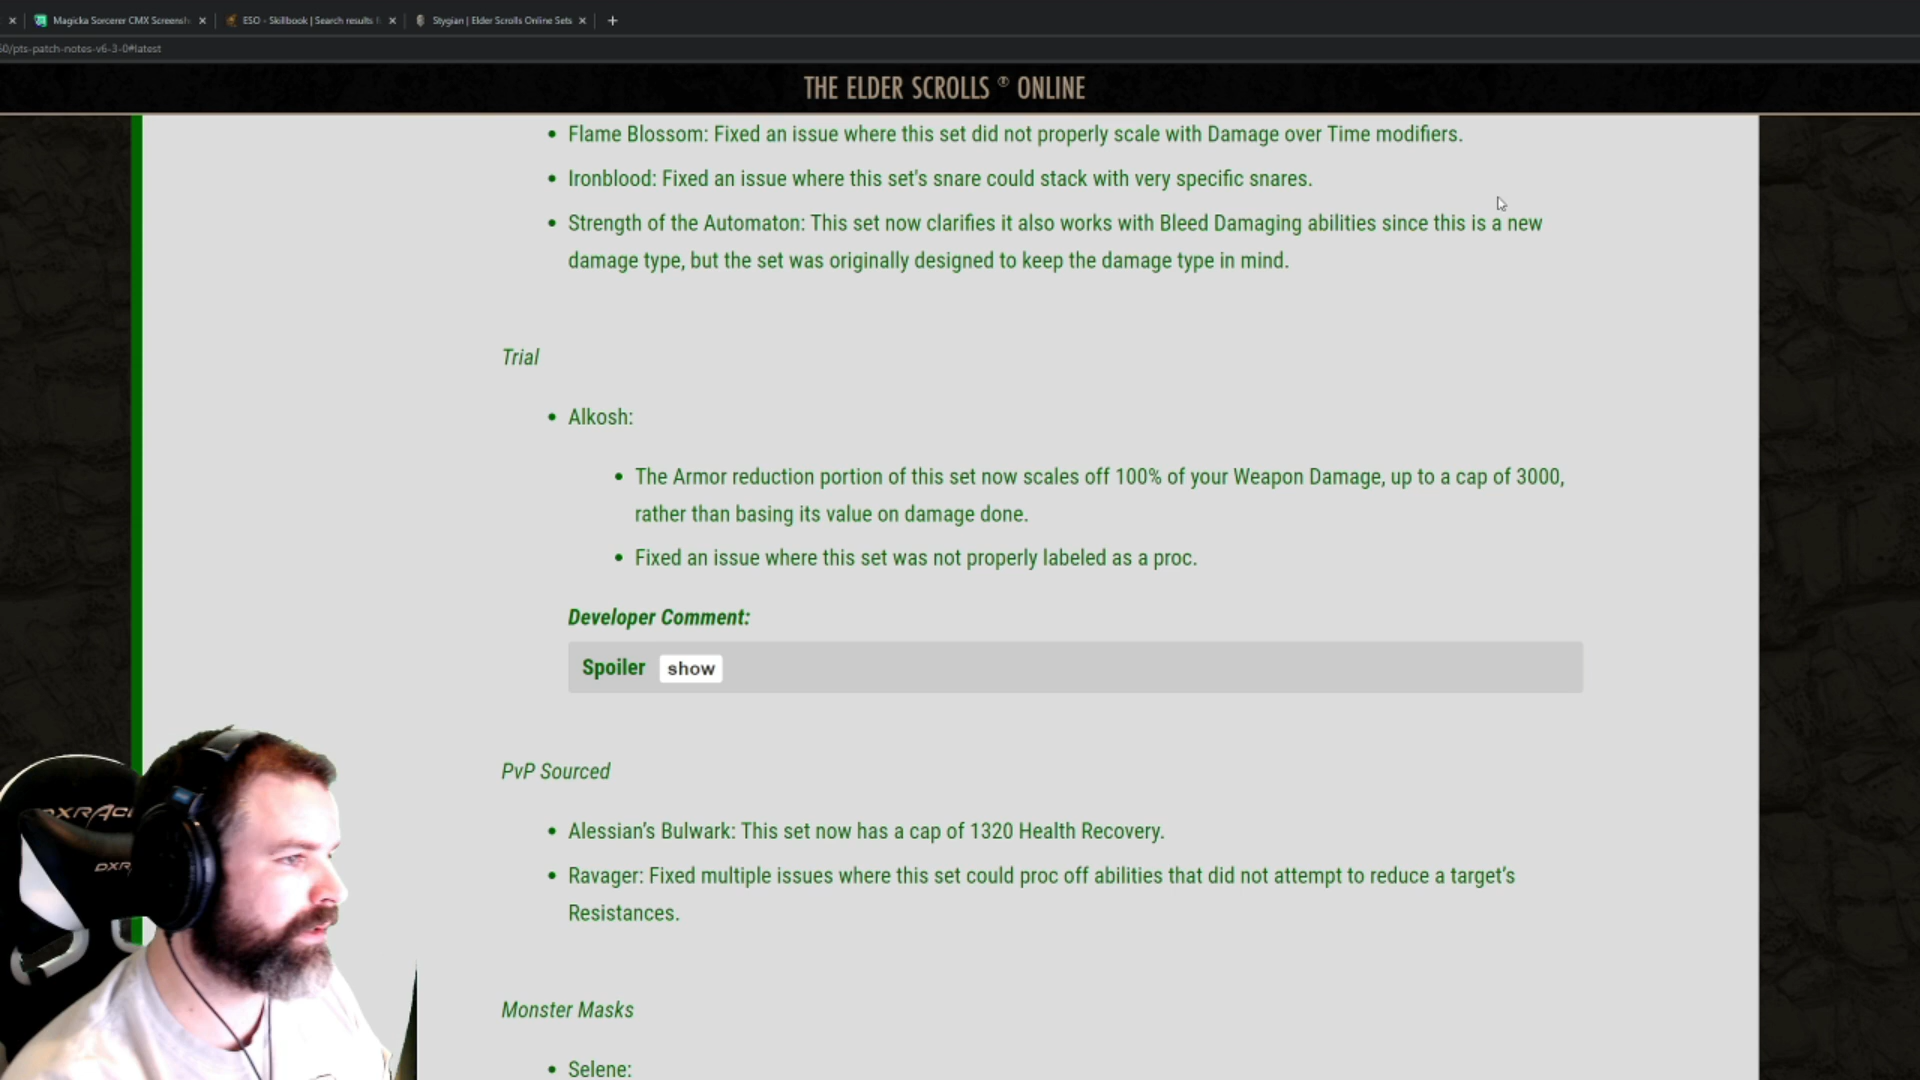 Magicka Sorcerer CMX Screensh
ESO - Skillbook | Search results f
Stygian | Elder Scrolls Online Sets
0/pts-patch-notes-v6-3-0#latest
THE ELDER SCROLLS ® ONLINE
Flame Blossom: Fixed an issue where this set did not properly scale with Damage over Time modifiers.
Ironblood: Fixed an issue where this set's snare could stack with very specific snares.
Strength of the Automaton: This set now clarifies it also works with Bleed Damaging abilities since this is a new
damage type, but the set was originally designed to keep the damage type in mind.
Trial
Alkosh:
The Armor reduction portion of this set now scales off 100% of your Weapon Damage, up to a cap of 3000,
rather than basing its value on damage done.
Fixed an issue where this set was not properly labeled as a proc.
Developer Comment:
Spoiler show
PvP Sourced
Alessian’s Bulwark: This set now has a cap of 1320 Health Recovery.
Ravager: Fixed multiple issues where this set could proc off abilities that did not attempt to reduce a target’s
Resistances.
Monster Masks
Selene:
DXRAC
DXR